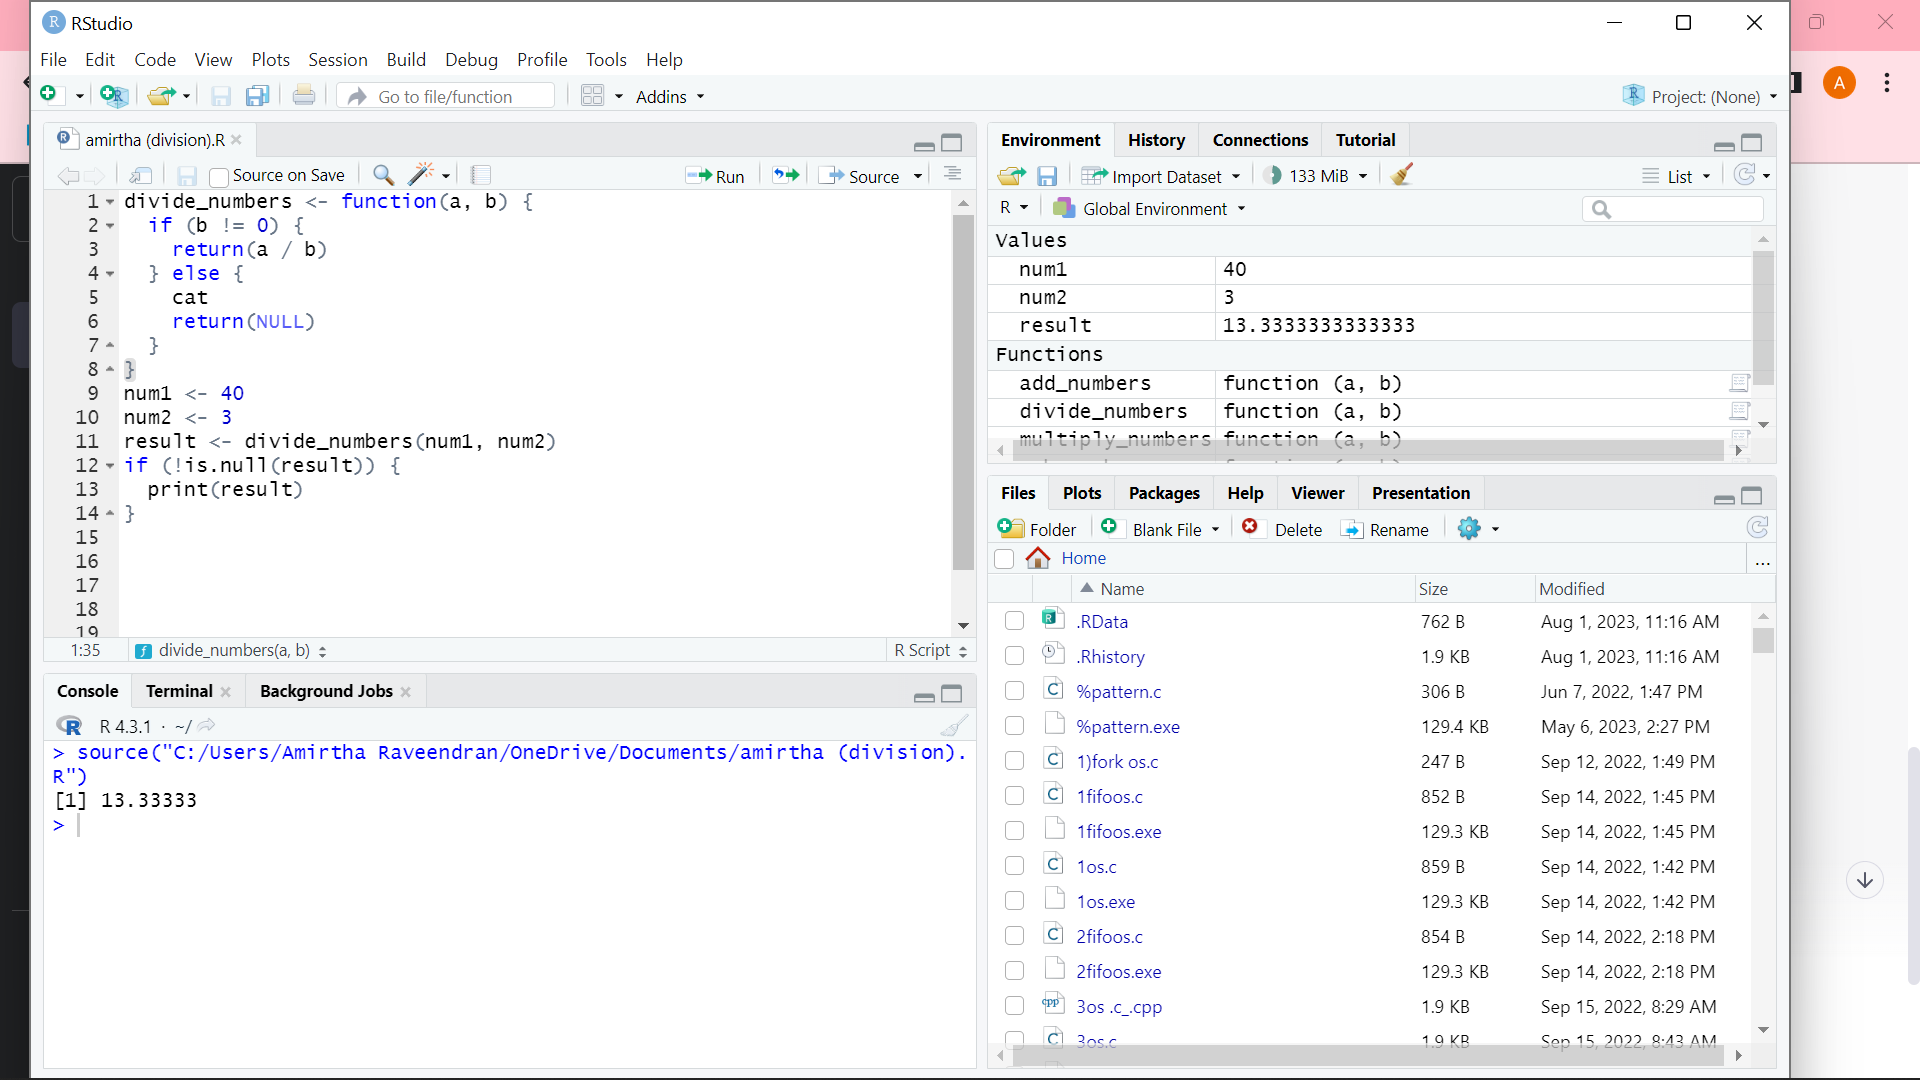 RStudio
File Edit Code View Plots Session Build Debug Profile Tools Help
Go to file/function Addins Project: (None)
A
amirtha (division).R
Source on Save Run Source
1 divide_numbers <- function(a, b) {
2 if (b != 0) {
3 return(a / b)
4 } else {
5 cat
6 return(NULL)
7 }
8 }
9 num1 <- 40
10 num2 <- 3
11 result <- divide_numbers(num1, num2)
12 if (!is.null(result)) {
13 print(result)
14 }
15
16
17
18
19
1:35 divide_numbers(a, b) R Script
Console Terminal Background Jobs
R 4.3.1 · ~/
> source("C:/Users/Amirtha Raveendran/OneDrive/Documents/amirtha (division).
R")
[1] 13.33333
>
Environment History Connections Tutorial
Import Dataset 133 MiB List
R Global Environment
Values
num1 40
num2 3
result 13.3333333333333
Functions
add_numbers function (a, b)
divide_numbers function (a, b)
multiply_numbers function (a, b)
Files Plots Packages Help Viewer Presentation
Folder Blank File Delete Rename
Home ...
Name Size Modified
.RData 762 B Aug 1, 2023, 11:16 AM
.Rhistory 1.9 KB Aug 1, 2023, 11:16 AM
%pattern.c 306 B Jun 7, 2022, 1:47 PM
%pattern.exe 129.4 KB May 6, 2023, 2:27 PM
1)fork os.c 247 B Sep 12, 2022, 1:49 PM
1fifoos.c 852 B Sep 14, 2022, 1:45 PM
1fifoos.exe 129.3 KB Sep 14, 2022, 1:45 PM
1os.c 859 B Sep 14, 2022, 1:42 PM
1os.exe 129.3 KB Sep 14, 2022, 1:42 PM
2fifoos.c 854 B Sep 14, 2022, 2:18 PM
2fifoos.exe 129.3 KB Sep 14, 2022, 2:18 PM
3os .c_.cpp 1.9 KB Sep 15, 2022, 8:29 AM
3os.c 1.9 KB Sep 15, 2022, 8:43 AM